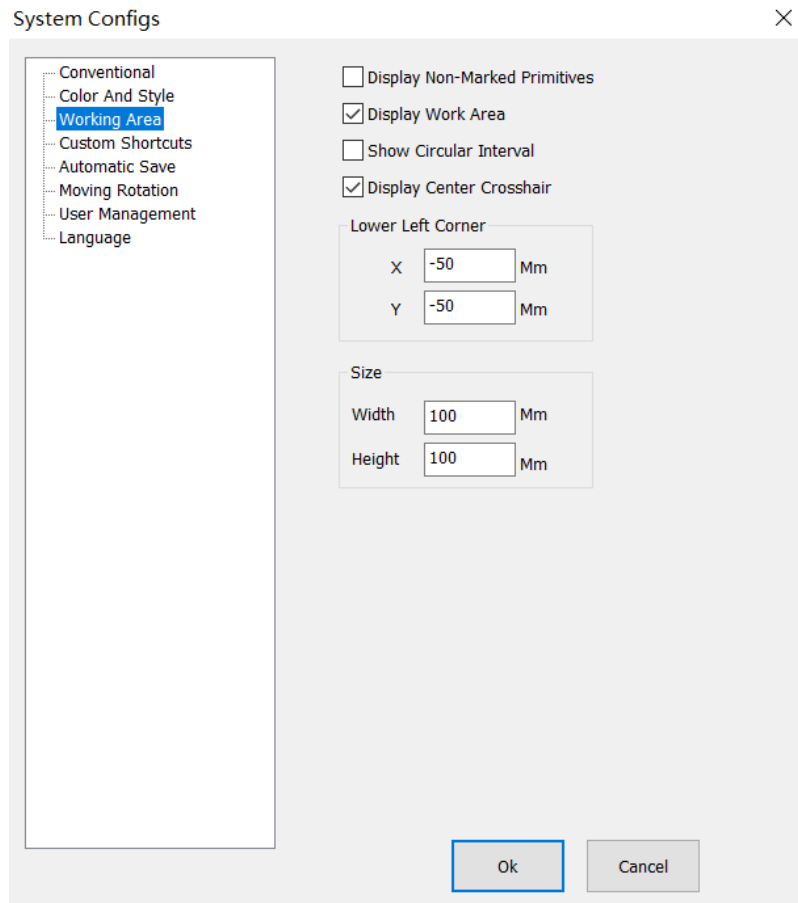 System Configs
Conventional
Color And Style
Working Area
Custom Shortcuts
Automatic Save
Moving Rotation
User Management
Language
Display Non-Marked Primitives
Display Work Area
Show Circular Interval
Display Center Crosshair
Lower Left Corner
X -50 Mm
Y -50 Mm
Size
Width 100 Mm
Height 100 Mm
Ok Cancel